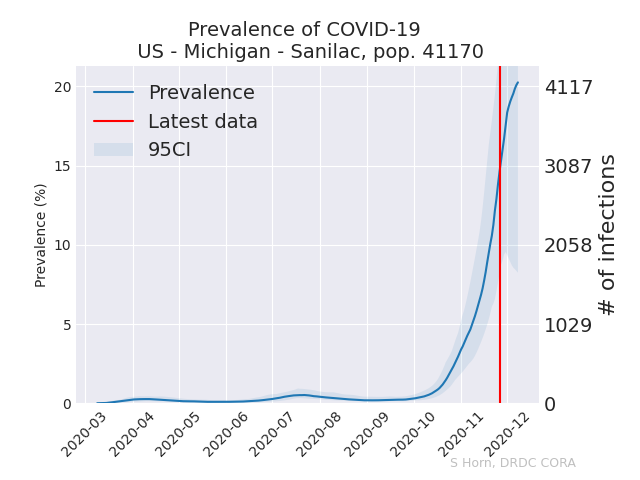 Prevalence of COVID-19
US - Michigan - Sanilac, pop. 41170
Prevalence
Latest data
95CI
Prevalence (%)
20
15
10
5
0
4117
3087
2058
1029
0
# of infections
2020-03
2020-04
2020-05
2020-06
2020-07
2020-08
2020-09
2020-10
2020-11
2020-12
S Horn, DRDC CORA